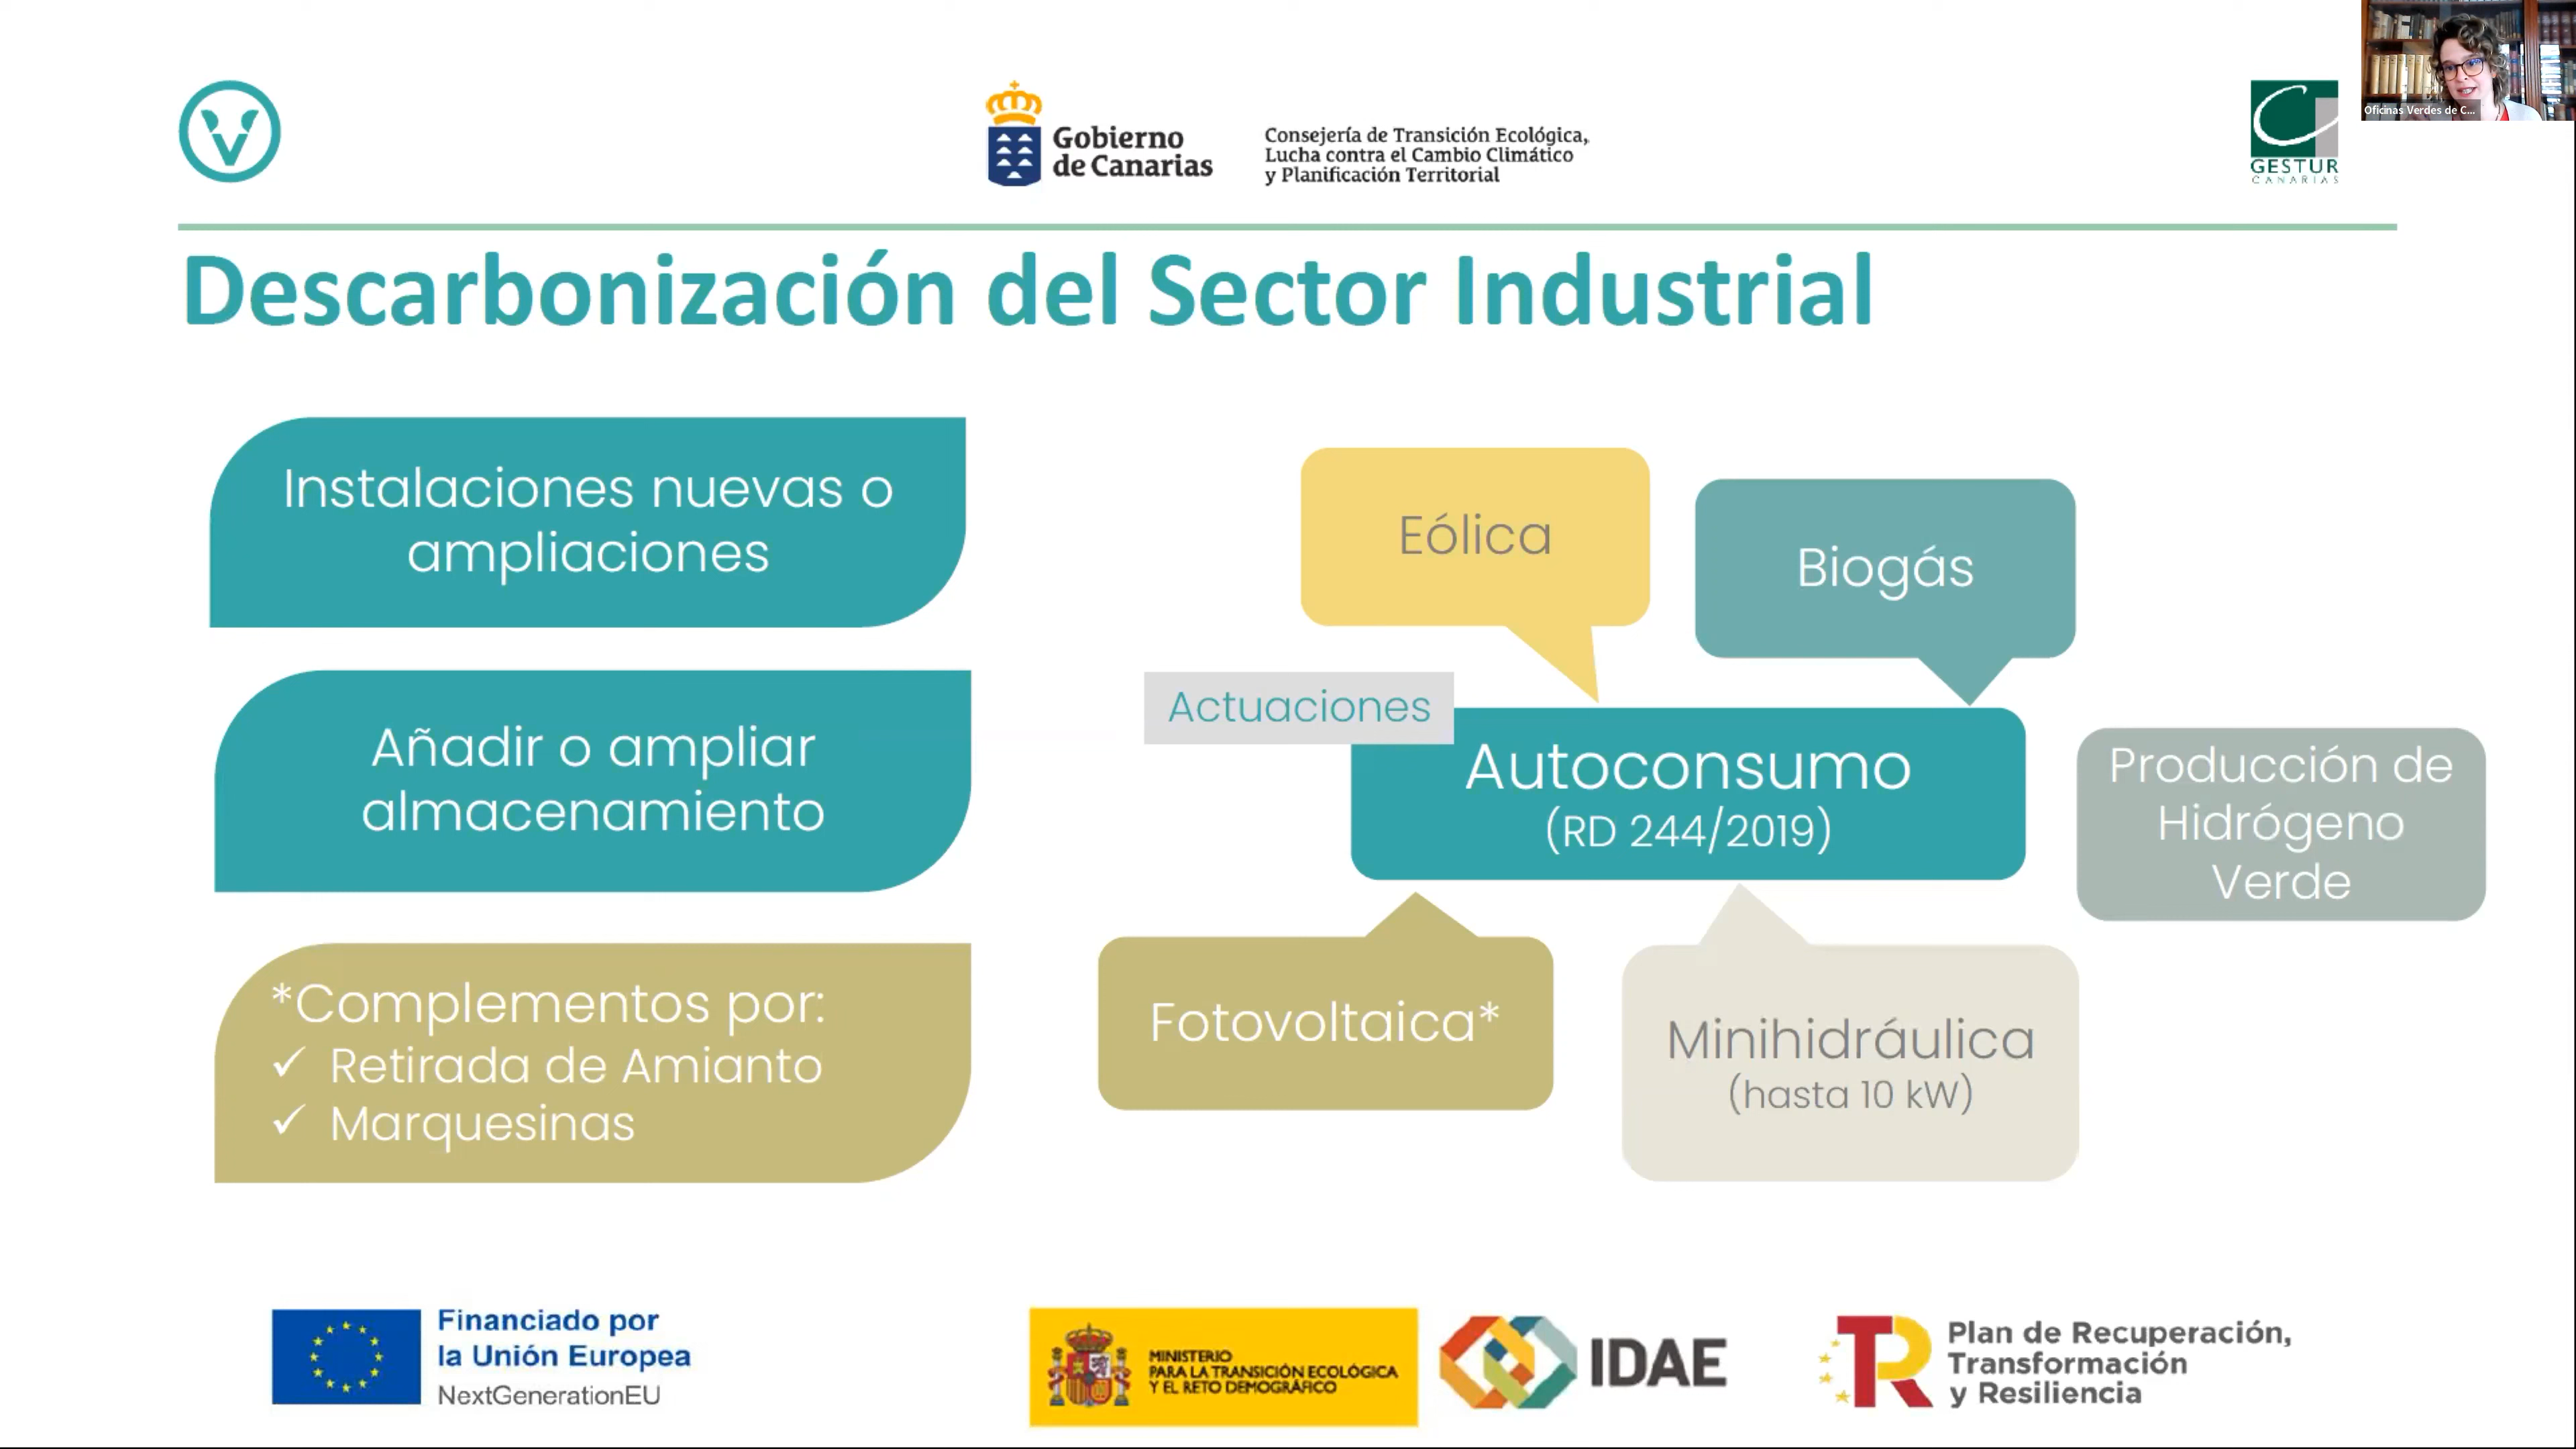 Gobierno
de Canarias
Consejería de Transición Ecológica,
Lucha contra el Cambio Climático
y Planificación Territorial
GESTUR
CANARIAS
Oficinas Verdes de C...
Descarbonización del Sector Industrial
Instalaciones nuevas o
ampliaciones
Añadir o ampliar
almacenamiento
*Complementos por:
✓ Retirada de Amianto
✓ Marquesinas
Eólica
Biogás
Actuaciones
Autoconsumo
(RD 244/2019)
Producción de
Hidrógeno
Verde
Fotovoltaica*
Minihidráulica
(hasta 10 kW)
Financiado por
la Unión Europea
NextGenerationEU
MINISTERIO
PARA LA TRANSICIÓN ECOLÓGICA
Y EL RETO DEMOGRÁFICO
IDAE
Plan de Recuperación,
Transformación
y Resiliencia